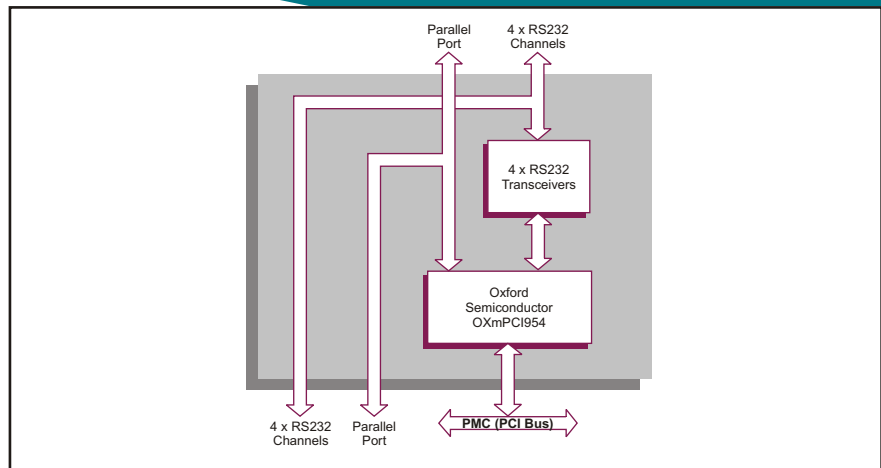 Parallel
Port
4 x RS232
Channels
4 x RS232
Transceivers
Oxford
Semiconductor
OXmPCI954
4 x RS232
Channels
Parallel
Port
PMC (PCI Bus)